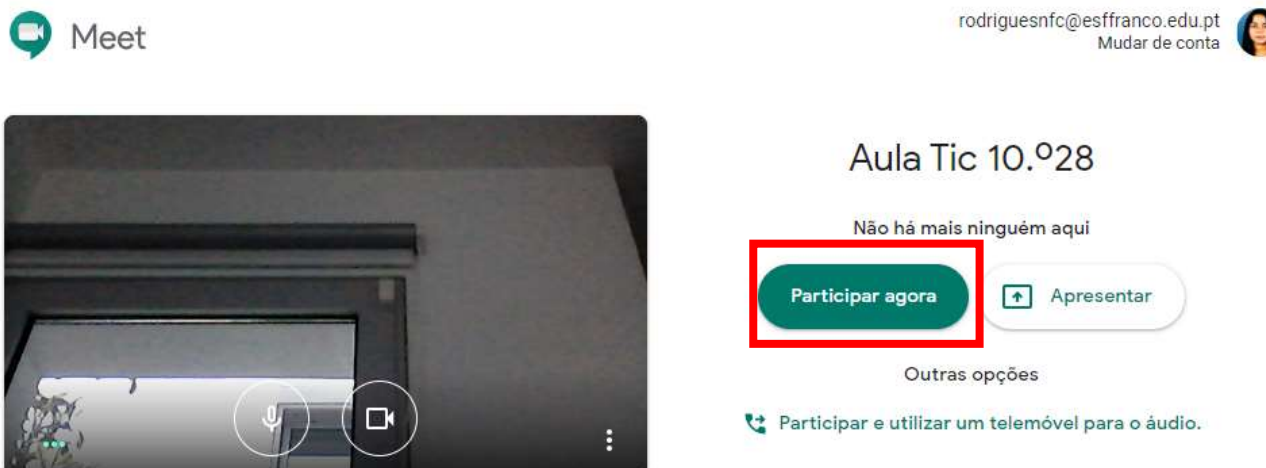 Meet
rodriguesnfc@esffranco.edu.pt
Mudar de conta
Aula Tic 10.º28
Não há mais ninguém aqui
Participar agora
Apresentar
Outras opções
Participar e utilizar um telemóvel para o áudio.